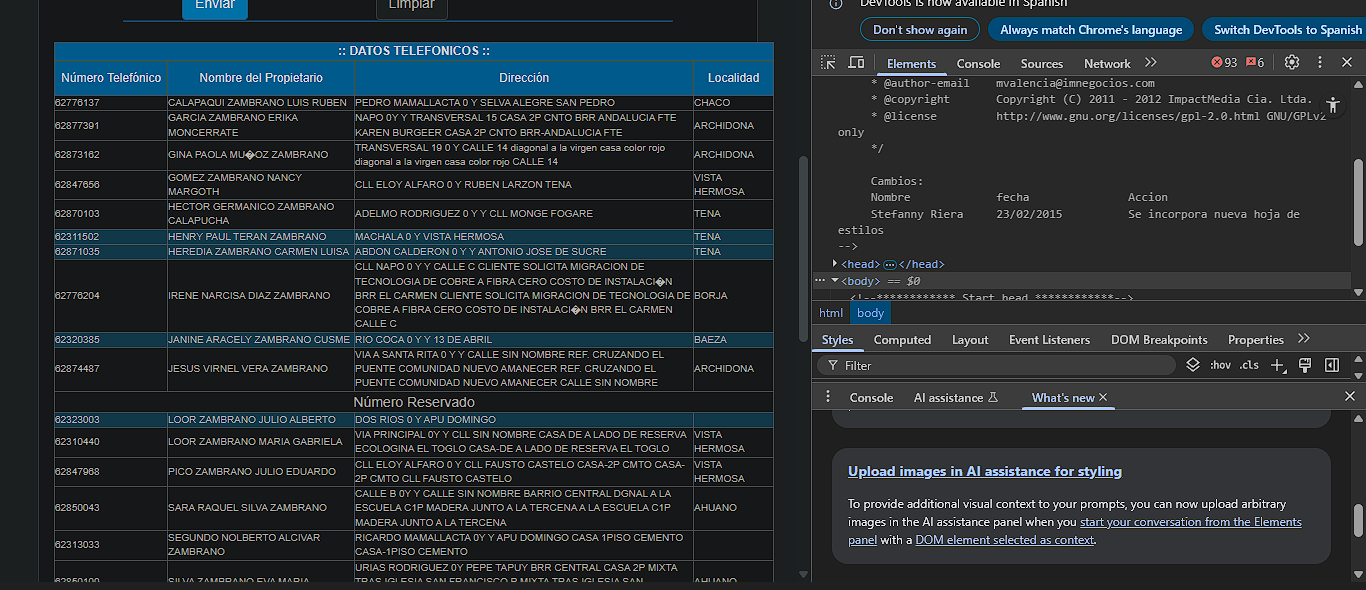 Enviar
Limpiar
:: DATOS TELEFONICOS ::
Número Telefónico Nombre del Propietario Dirección Localidad
62776137 CALAPAQUI ZAMBRANO LUIS RUBEN PEDRO MAMALLACTA 0 Y SELVA ALEGRE SAN PEDRO CHACO
62877391 GARCIA ZAMBRANO ERIKA MONCERRATE NAPO 0Y Y TRANSVERSAL 15 CASA 2P CNTO BRR ANDALUCIA FTE
KAREN BURGEER CASA 2P CNTO BRR-ANDALUCIA FTE ARCHIDONA
62873162 GINA PAOLA MU�OZ ZAMBRANO TRANSVERSAL 19 0 Y CALLE 14 diagonal a la virgen casa color rojo
diagonal a la virgen casa color rojo CALLE 14 ARCHIDONA
62847656 GOMEZ ZAMBRANO NANCY MARGOTH CLL ELOY ALFARO 0 Y RUBEN LARZON TENA VISTA HERMOSA
62870103 HECTOR GERMANICO ZAMBRANO CALAPUCHA ADELMO RODRIGUEZ 0 Y Y CLL MONGE FOGARE TENA
62311502 HENRY PAUL TERAN ZAMBRANO MACHALA 0 Y VISTA HERMOSA TENA
62871035 HEREDIA ZAMBRANO CARMEN LUISA ABDON CALDERON 0 Y Y ANTONIO JOSE DE SUCRE TENA
62776204 IRENE NARCISA DIAZ ZAMBRANO CLL NAPO 0 Y Y CALLE C CLIENTE SOLICITA MIGRACION DE
TECNOLOGIA DE COBRE A FIBRA CERO COSTO DE INSTALACI�N
BRR EL CARMEN CLIENTE SOLICITA MIGRACION DE TECNOLOGIA DE
COBRE A FIBRA CERO COSTO DE INSTALACI�N BRR EL CARMEN
CALLE C BORJA
62320385 JANINE ARACELY ZAMBRANO CUSME RIO COCA 0 Y Y 13 DE ABRIL BAEZA
62874487 JESUS VIRNEL VERA ZAMBRANO VIA A SANTA RITA 0 Y Y CALLE SIN NOMBRE REF. CRUZANDO EL
PUENTE COMUNIDAD NUEVO AMANECER REF. CRUZANDO EL
PUENTE COMUNIDAD NUEVO AMANECER CALLE SIN NOMBRE ARCHIDONA
Número Reservado
62323003 LOOR ZAMBRANO JULIO ALBERTO DOS RIOS 0 Y APU DOMINGO
62310440 LOOR ZAMBRANO MARIA GABRIELA VIA PRINCIPAL 0Y Y CLL SIN NOMBRE CASA DE A LADO DE RESERVA
ECOLOGINA EL TOGLO CASA-DE A LADO DE RESERVA EL TOGLO VISTA HERMOSA
62847968 PICO ZAMBRANO JULIO EDUARDO CLL ELOY ALFARO 0 Y CLL FAUSTO CASTELO CASA-2P CMTO CASA-
2P CMTO CLL FAUSTO CASTELO VISTA HERMOSA
62850043 SARA RAQUEL SILVA ZAMBRANO CALLE B 0Y Y CALLE SIN NOMBRE BARRIO CENTRAL DGNAL A LA
ESCUELA C1P MADERA JUNTO A LA TERCENA A LA ESCUELA C1P
MADERA JUNTO A LA TERCENA AHUANO
62313033 SEGUNDO NOLBERTO ALCIVAR ZAMBRANO RICARDO MAMALLACTA 0Y Y APU DOMINGO CASA 1PISO CEMENTO
CASA-1PISO CEMENTO
62850100 SILVA ZAMBRANO EVA MARIA URIAS RODRIGUEZ 0Y PEPE TAPUY BRR CENTRAL CASA 2P MIXTA
TRAS IGLESIA SAN FRANCISCO P MIXTA TRAS IGLESIA SAN AHUANO
DevTools is now available in Spanish
Don't show again Always match Chrome's language Switch DevTools to Spanish
Elements Console Sources Network 93 6
* @author-email mvalencia@imnegocios.com
* @copyright Copyright (C) 2011 - 2012 ImpactMedia Cia. Ltda.
* @license http://www.gnu.org/licenses/gpl-2.0.html GNU/GPLv2
only
*/
Cambios:
Nombre fecha Accion
Stefanny Riera 23/02/2015 Se incorpora nueva hoja de
estilos
-->
<head> … </head>
<body> == $0
<!--************ Start head ************-->
html body
Styles Computed Layout Event Listeners DOM Breakpoints Properties
Filter :hov .cls
Console AI assistance What's new
Upload images in AI assistance for styling
To provide additional visual context to your prompts, you can now upload arbitrary
images in the AI assistance panel when you start your conversation from the Elements
panel with a DOM element selected as context.